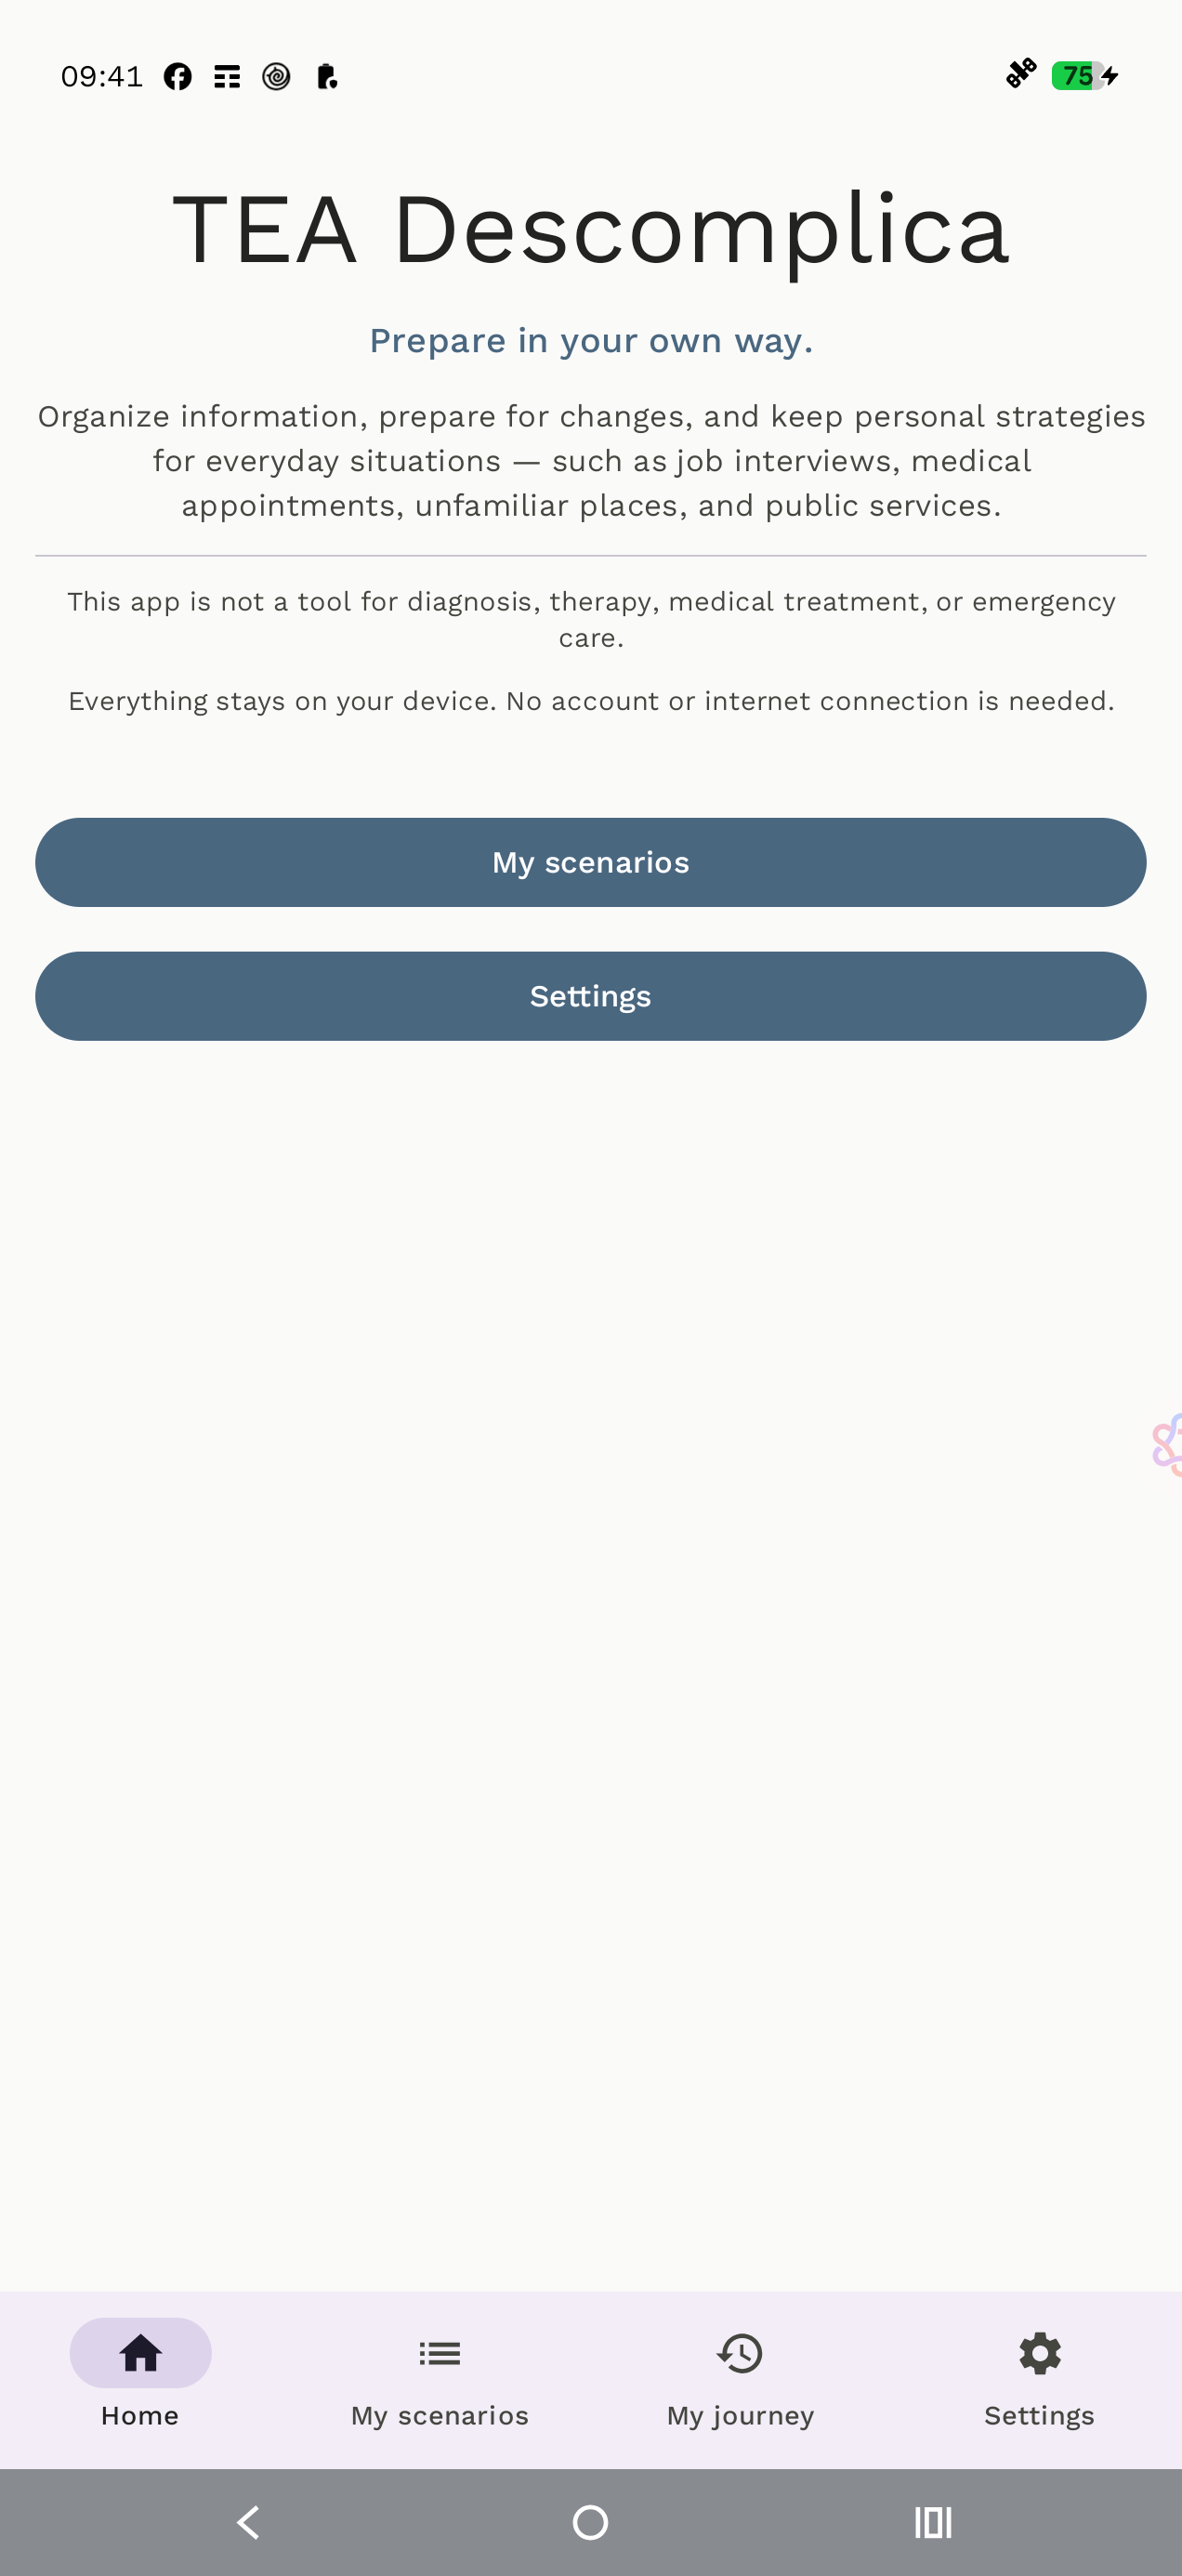 09:41
75
TEA Descomplica
Prepare in your own way.
Organize information, prepare for changes, and keep personal strategies
for everyday situations — such as job interviews, medical
appointments, unfamiliar places, and public services.
This app is not a tool for diagnosis, therapy, medical treatment, or emergency
care.
Everything stays on your device. No account or internet connection is needed.
My scenarios
Settings
Home
My scenarios
My journey
Settings